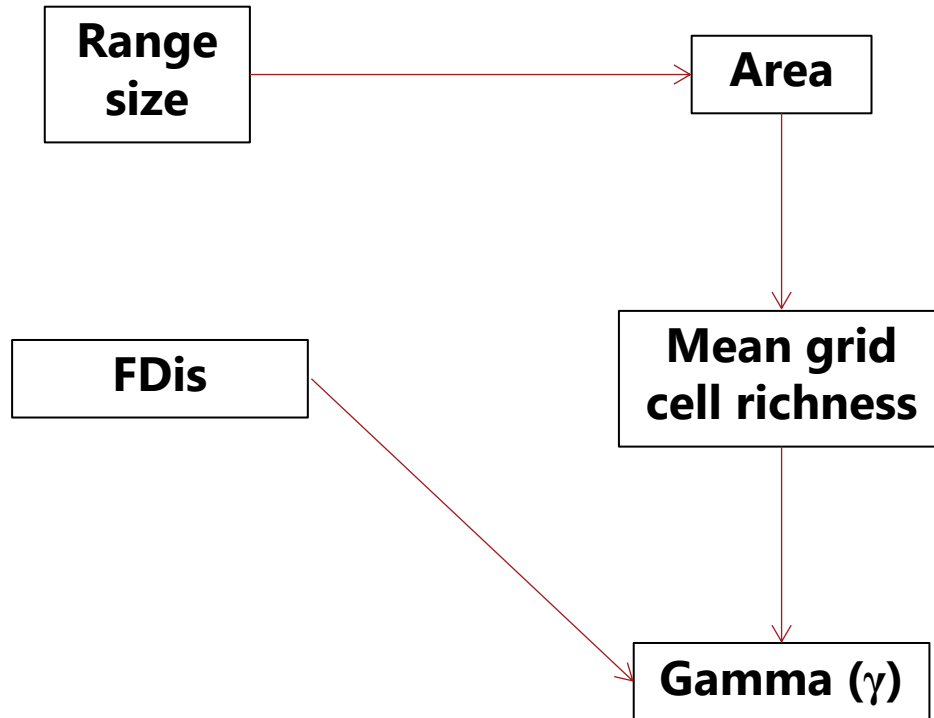 Range
size
Area
Mean grid
cell richness
FDis
Gamma (γ)